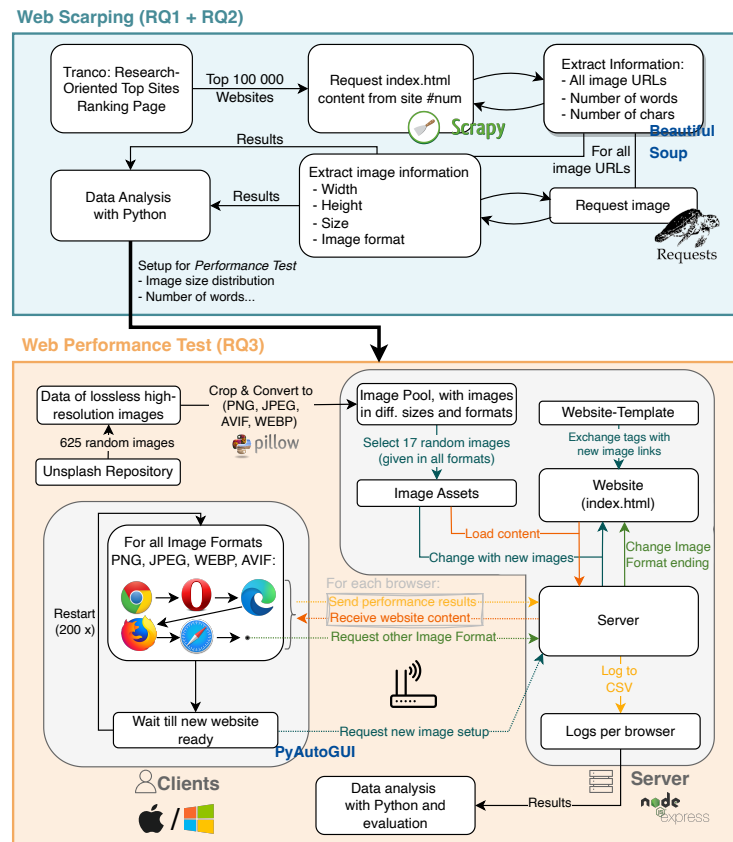 Web Scarping (RQ1 + RQ2)
Tranco: Research-
Oriented Top Sites
Ranking Page
Top 100 000
Websites
Request index.html
content from site #num
Scrapy
Extract Information:
- All image URLs
- Number of words
- Number of chars
Beautiful
Soup
Results
For all
image URLs
Data Analysis
with Python
Results
Extract image information
- Width
- Height
- Size
- Image format
Request image
Requests
Setup for Performance Test
- Image size distribution
- Number of words...
Web Performance Test (RQ3)
Data of lossless high-
resolution images
Crop & Convert to
(PNG, JPEG,
AVIF, WEBP)
pillow
625 random images
Unsplash Repository
Image Pool, with images
in diff. sizes and formats
Website-Template
Select 17 random images
(given in all formats)
Exchange tags with
new image links
Image Assets
Website
(index.html)
Load content
Change with new images
Change Image
Format ending
For all Image Formats
PNG, JPEG, WEBP, AVIF:
Restart
(200 x)
For each browser:
Send performance results
Receive website content
Request other Image Format
Server
Log to
CSV
Wait till new website
ready
PyAutoGUI
Request new image setup
Logs per browser
Clients
Server
Data analysis
with Python and
evaluation
Results
node
JS
express